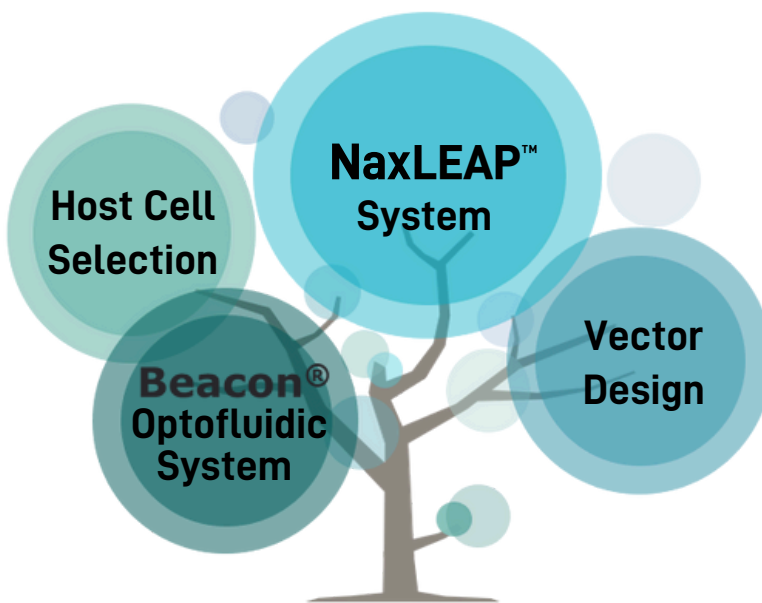 NaxLEAP™
System
Host Cell
Selection
Vector
Design
Beacon®
Optofluidic
System